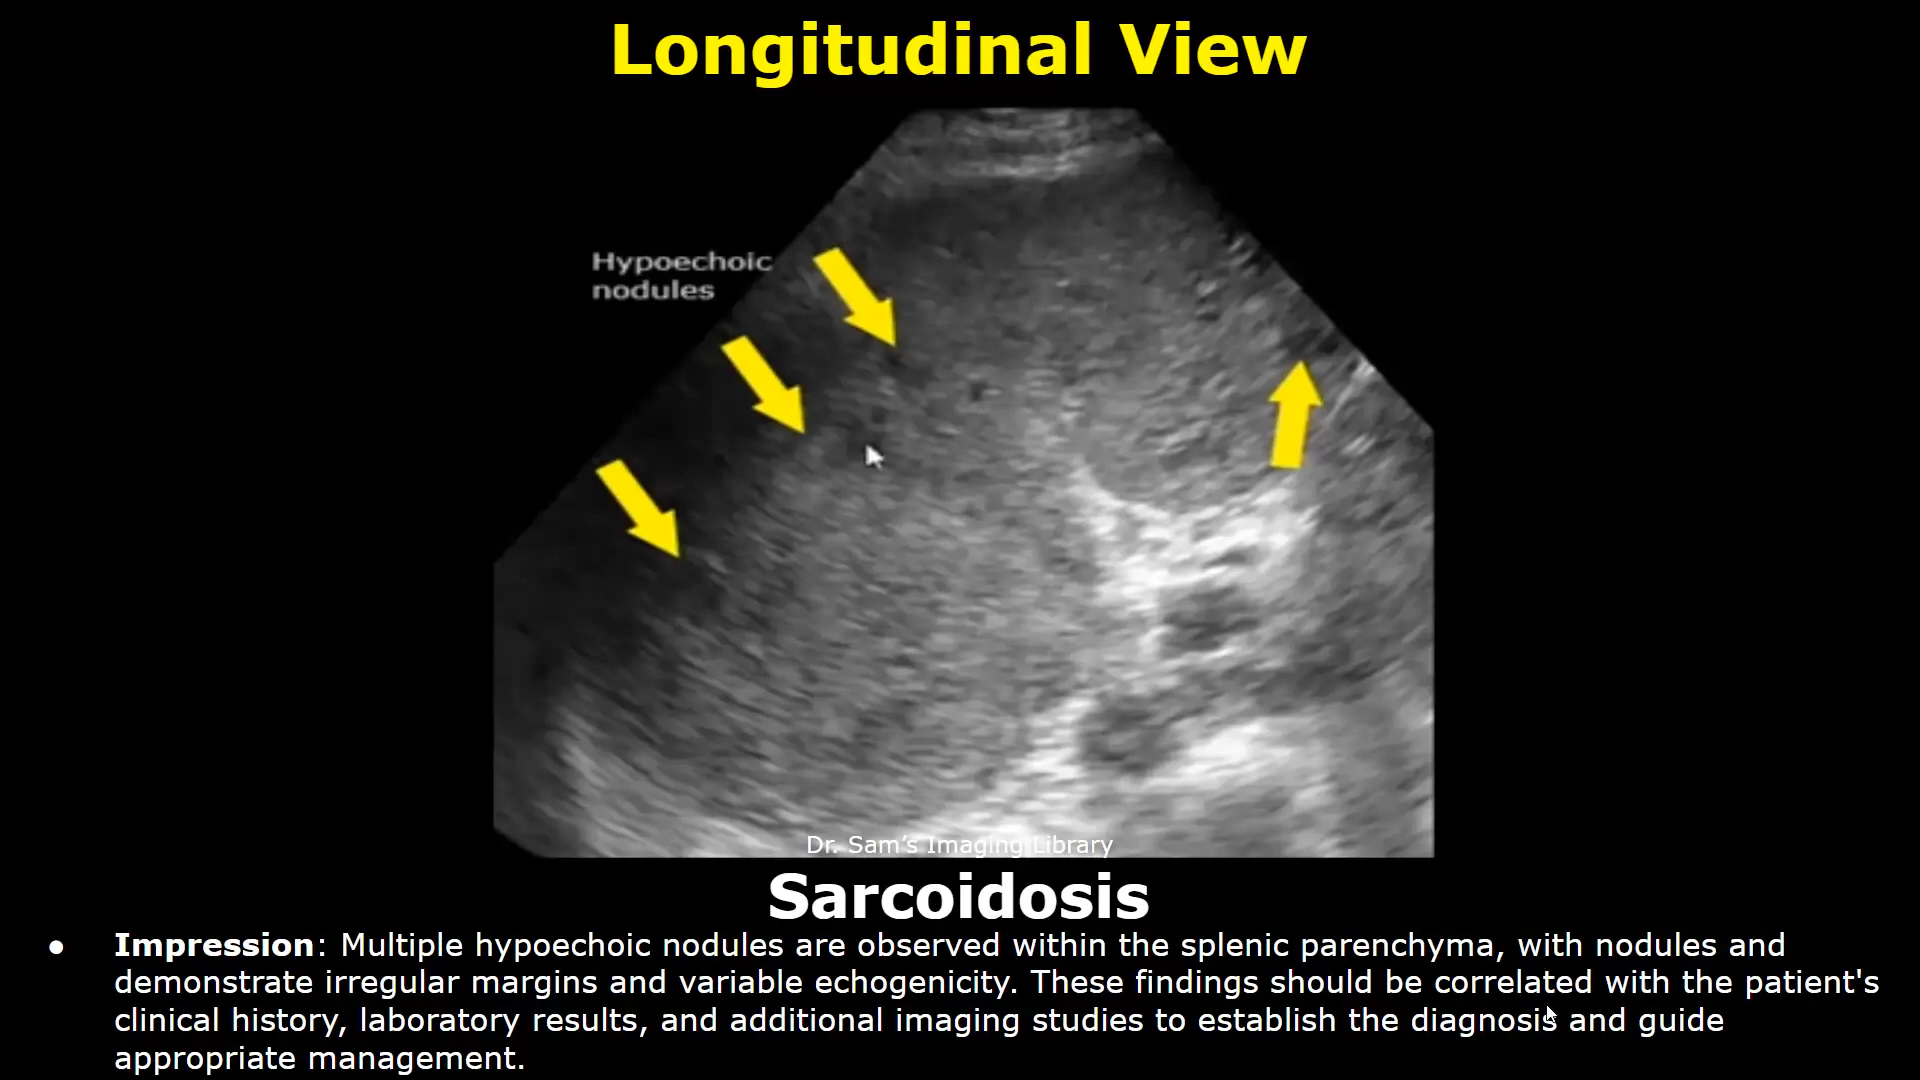 Longitudinal View
Hypoechoic
nodules
Dr. Sam’s Imaging Library
Sarcoidosis
● Impression: Multiple hypoechoic nodules are observed within the splenic parenchyma, with nodules and
demonstrate irregular margins and variable echogenicity. These findings should be correlated with the patient's
clinical history, laboratory results, and additional imaging studies to establish the diagnosis and guide
appropriate management.